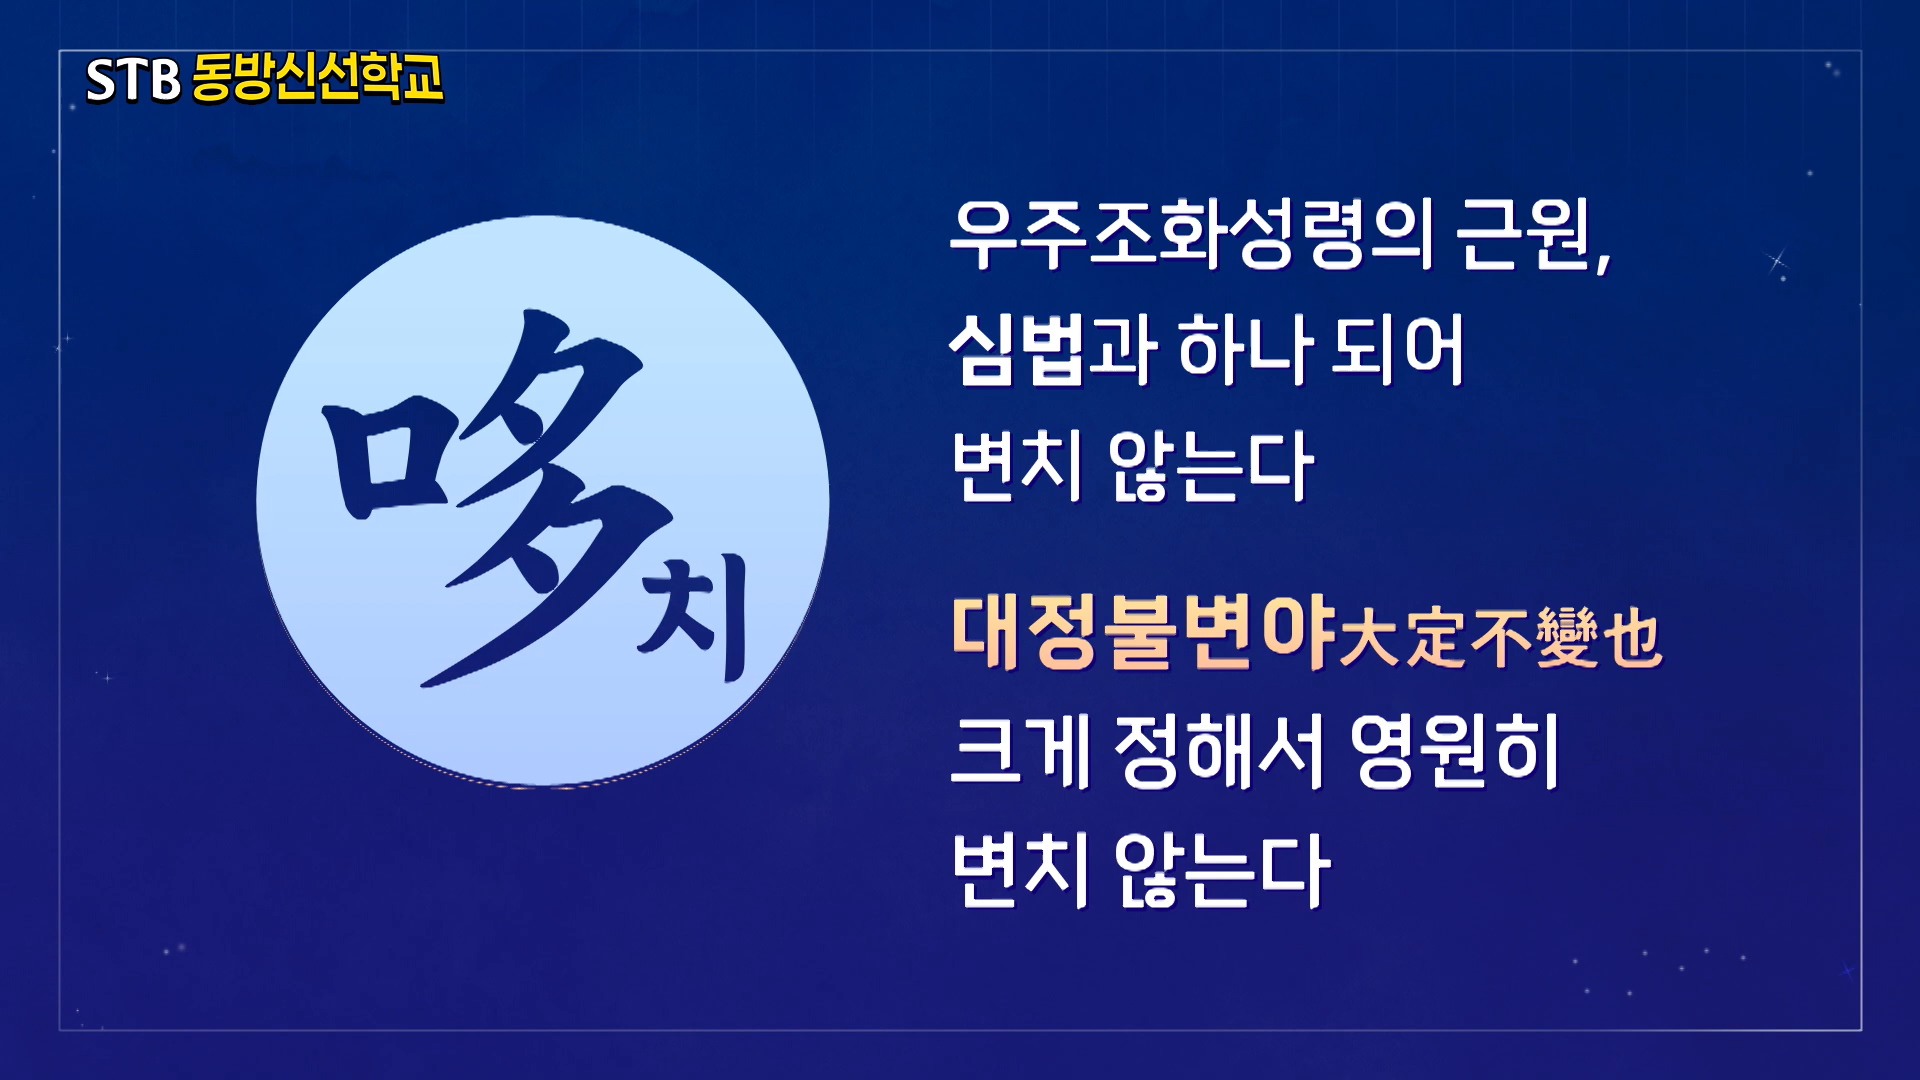 STB 동방신선학교
哆치
우주조화성령의 근원,
심법과 하나 되어
변치 않는다
대정불변야大定不變也
크게 정해서 영원히
변치 않는다